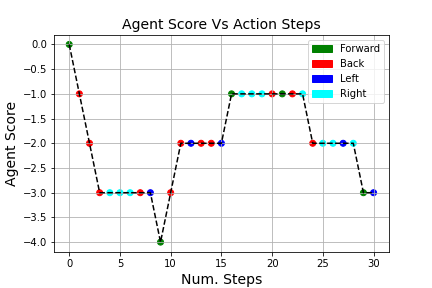 Agent Score Vs Action Steps
0.0
−0.5
−1.0
−1.5
−2.0
−2.5
−3.0
−3.5
−4.0
Agent Score
Forward
Back
Left
Right
0 5 10 15 20 25 30
Num. Steps